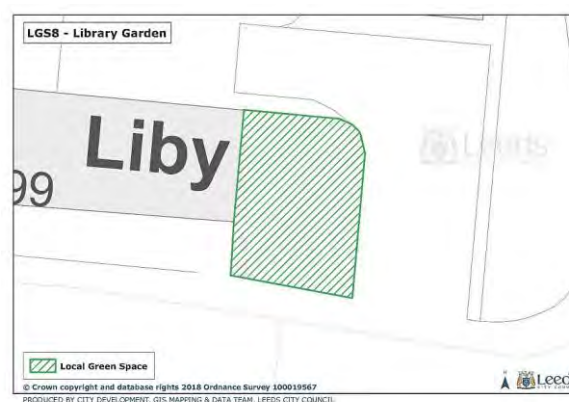 LGS8 - Library Garden
Liby
99
Leeds
Local Green Space
© Crown copyright and database rights 2018 Ordnance Survey 100019567
PRODUCED BY CITY DEVELOPMENT, GIS MAPPING & DATA TEAM, LEEDS CITY COUNCIL